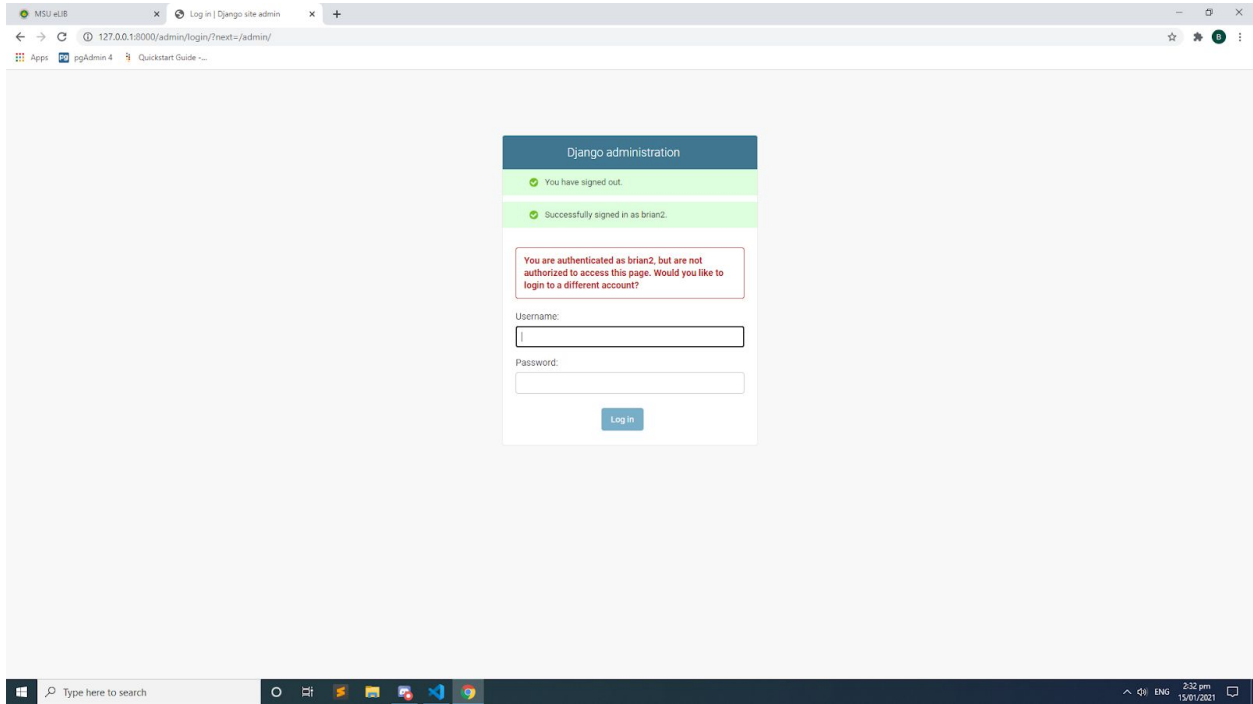 MSU eLIB
Log in | Django site admin
127.0.0.1:8000/admin/login/?next=/admin/
B
Apps
pgAdmin 4
Quickstart Guide -...
Django administration
You have signed out.
Successfully signed in as brian2.
You are authenticated as brian2, but are not
authorized to access this page. Would you like to
login to a different account?
Username:
Password:
Log in
Type here to search
ENG
2:32 pm
15/01/2021